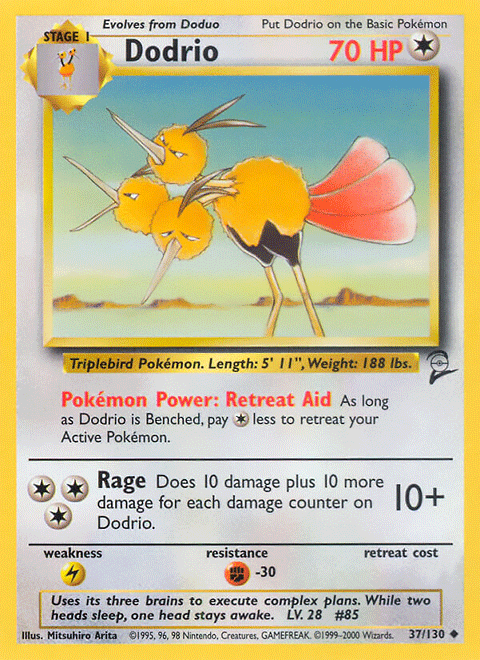 Evolves from Doduo
Put Dodrio on the Basic Pokémon
STAGE 1
Dodrio
70 HP
Triplebird Pokémon. Length: 5' 11", Weight: 188 lbs.
Pokémon Power: Retreat Aid As long
as Dodrio is Benched, pay less to retreat your
Active Pokémon.
Rage Does 10 damage plus 10 more
damage for each damage counter on
Dodrio.
10+
weakness
resistance
retreat cost
-30
Uses its three brains to execute complex plans. While two
heads sleep, one head stays awake. LV. 28 #85
Illus. Mitsuhiro Arita ©1995, 96, 98 Nintendo, Creatures, GAMEFREAK. ©1999-2000 Wizards. 37/130